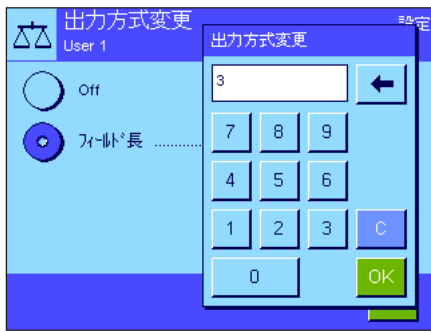 出力方式変更
User 1
設定
Off
ﾌｨｰﾙﾄﾞ長 ............
出力方式変更
3
7 8 9
4 5 6
1 2 3 C
0 OK